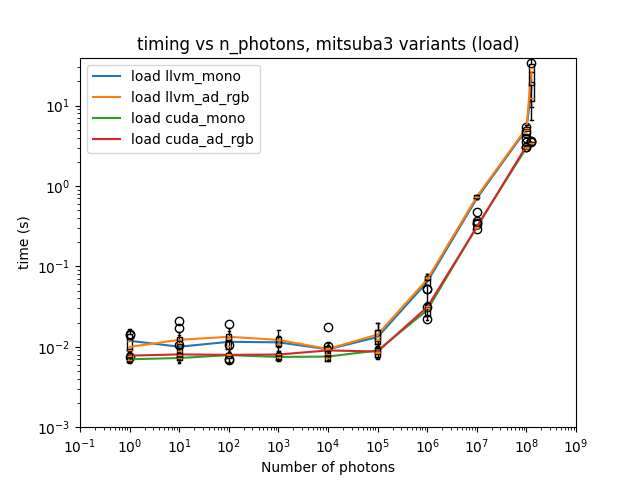 timing vs n_photons, mitsuba3 variants (load)
load llvm_mono
load llvm_ad_rgb
load cuda_mono
load cuda_ad_rgb
time (s)
10¹
10⁰
10⁻¹
10⁻²
10⁻³
10⁻¹ 10⁰ 10¹ 10² 10³ 10⁴ 10⁵ 10⁶ 10⁷ 10⁸ 10⁹
Number of photons